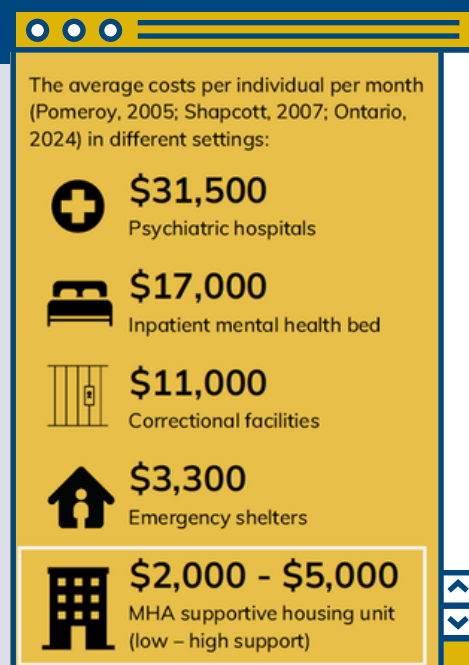 The average costs per individual per month
(Pomeroy, 2005; Shapcott, 2007; Ontario,
2024) in different settings:
$31,500
Psychiatric hospitals
$17,000
Inpatient mental health bed
$11,000
Correctional facilities
$3,300
Emergency shelters
$2,000 - $5,000
MHA supportive housing unit
(low – high support)